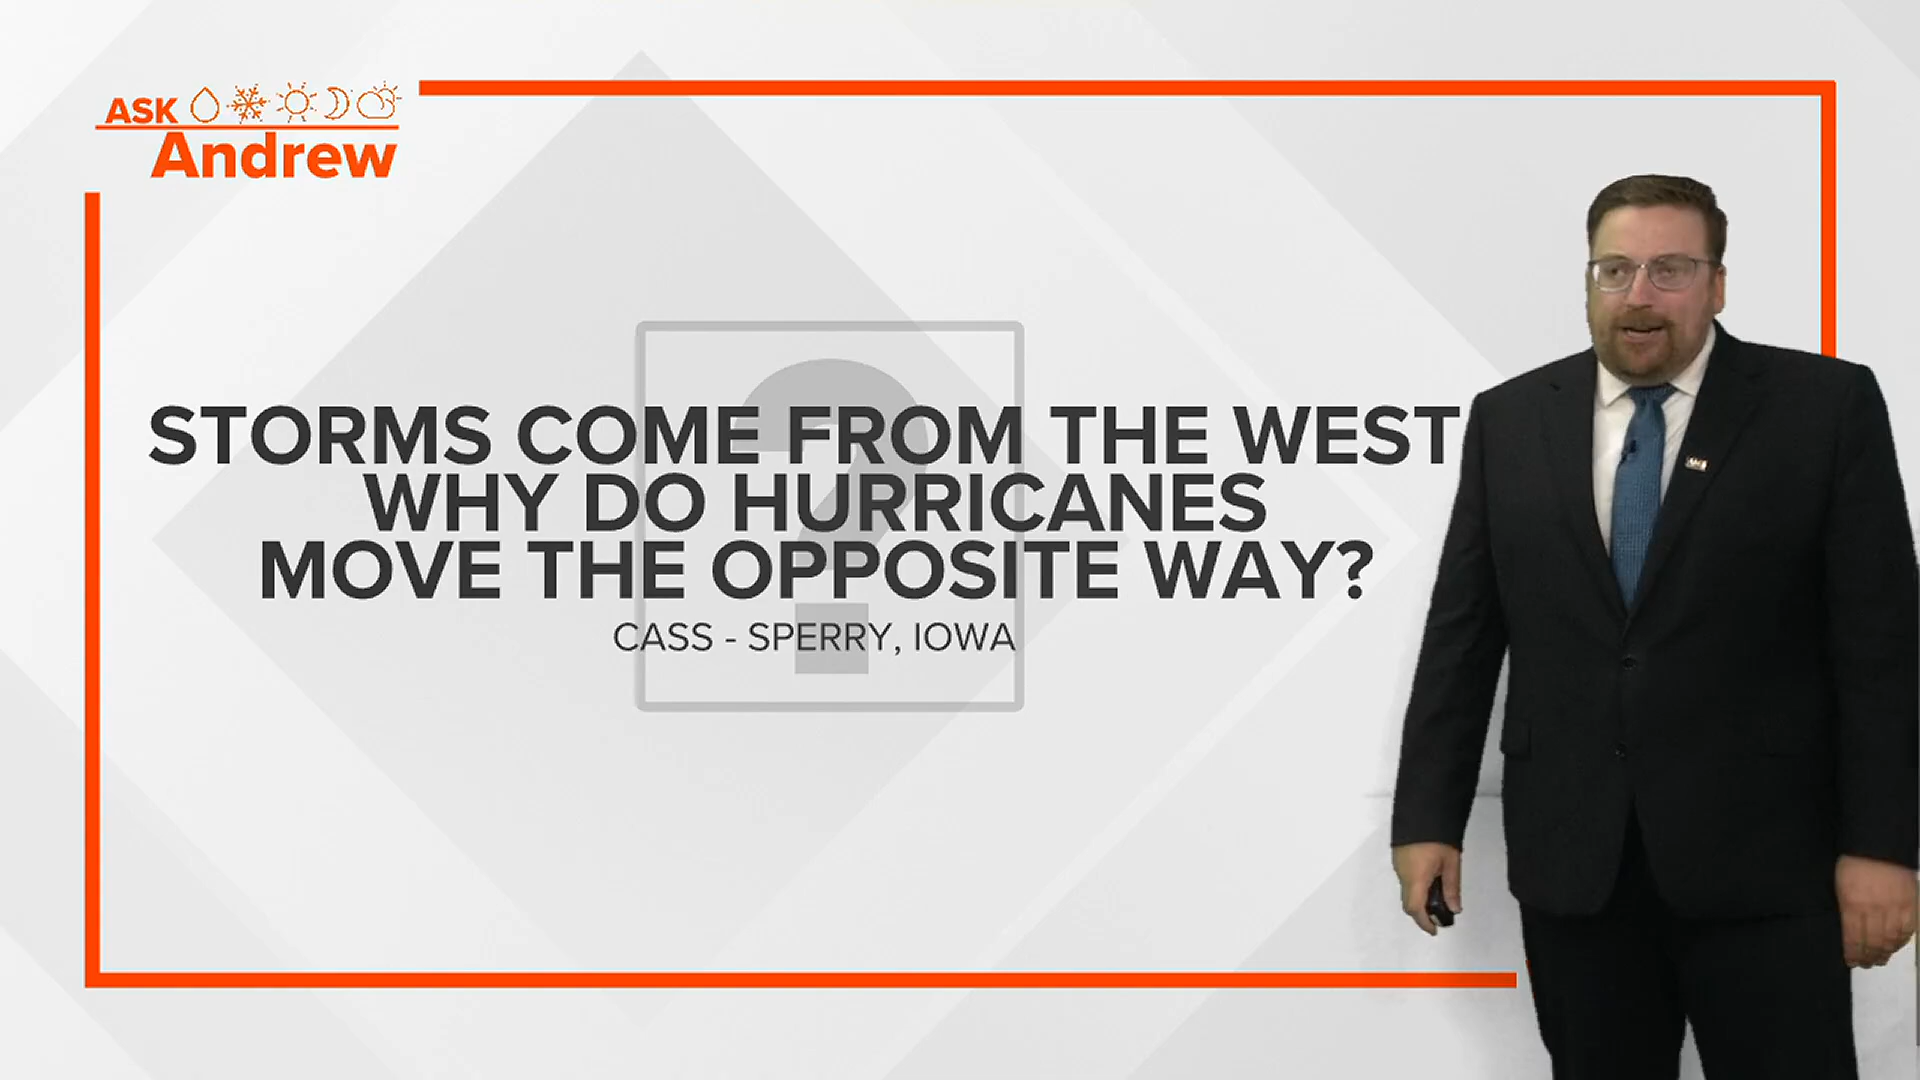 ASK
Andrew
STORMS COME FROM THE WEST
WHY DO HURRICANES
MOVE THE OPPOSITE WAY?
CASS - SPERRY, IOWA